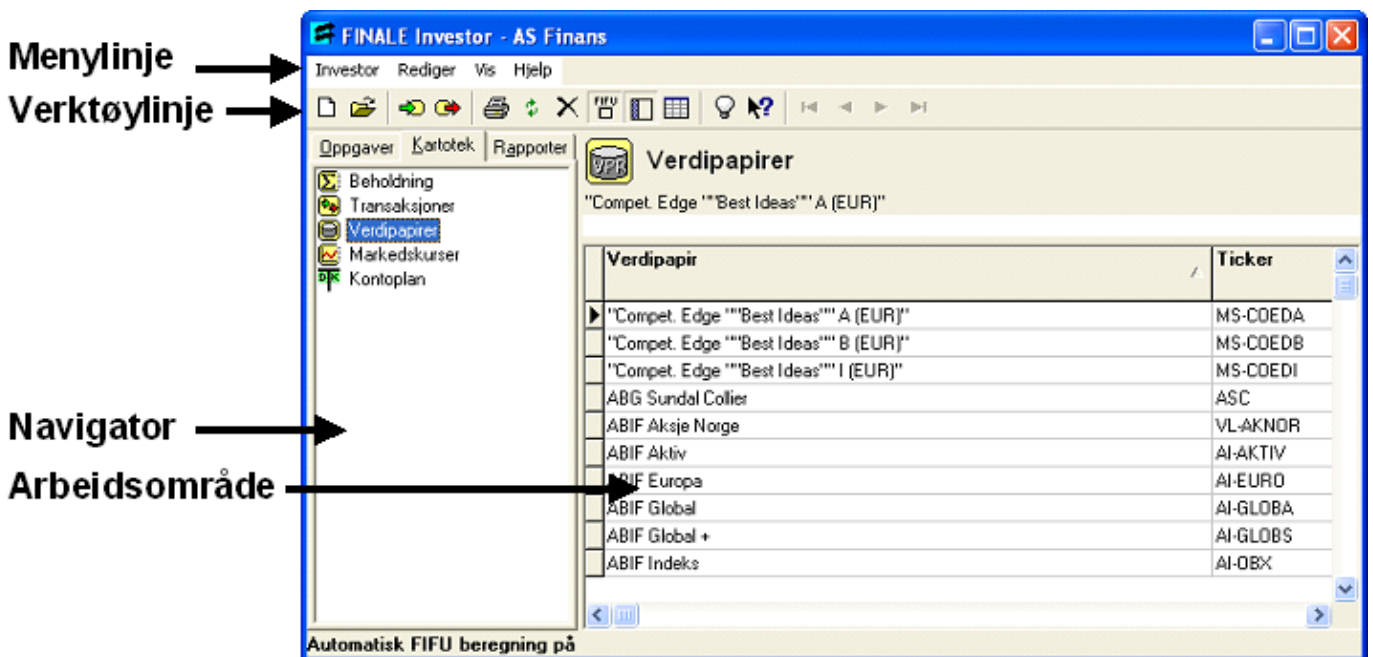 FINALE Investor - AS Finans
Menylinje
Investor Rediger Vis Hjelp
Verktøylinje
FIFU
Oppgaver Kartotek Rapporter
VPR Verdipapirer
Beholdning
Transaksjoner
Verdipapirer
Markedskurser
Kontoplan
"Compet. Edge ""Best Ideas"" A (EUR)"
Verdipapir Ticker
"Compet. Edge ""Best Ideas"" A (EUR)" MS-COEDA
"Compet. Edge ""Best Ideas"" B (EUR)" MS-COEDB
"Compet. Edge ""Best Ideas"" I (EUR)" MS-COEDI
ABG Sundal Collier ASC
ABIF Aksje Norge VL-AKNOR
ABIF Aktiv AI-AKTIV
ABIF Europa AI-EURO
ABIF Global AI-GLOBA
ABIF Global + AI-GLOBS
ABIF Indeks AI-OBX
Navigator
Arbeidsområde
Automatisk FIFU beregning på